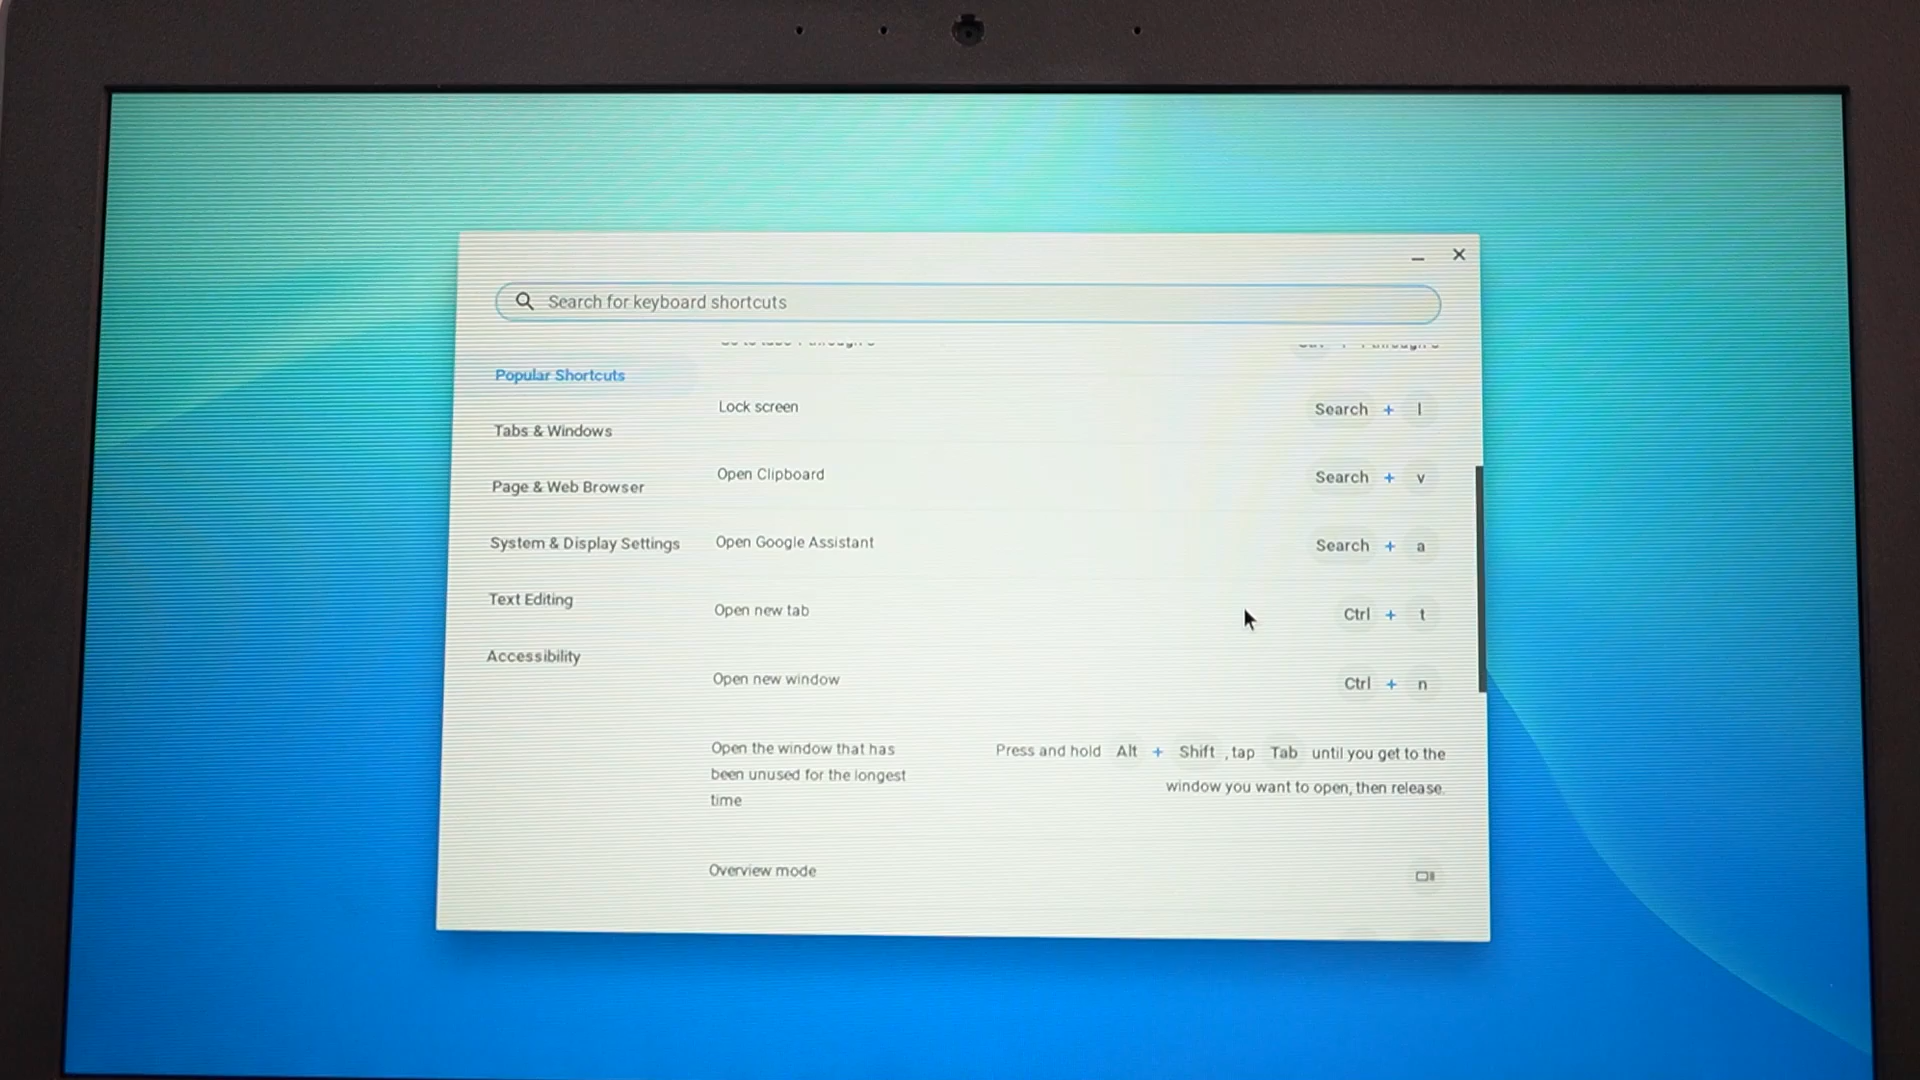 Search for keyboard shortcuts
Popular Shortcuts
Tabs & Windows
Page & Web Browser
System & Display Settings
Text Editing
Accessibility
Lock screen Search + l
Open Clipboard Search + v
Open Google Assistant Search + a
Open new tab Ctrl + t
Open new window Ctrl + n
Open the window that has
been unused for the longest
time
Press and hold Alt + Shift , tap Tab until you get to the
window you want to open, then release.
Overview mode